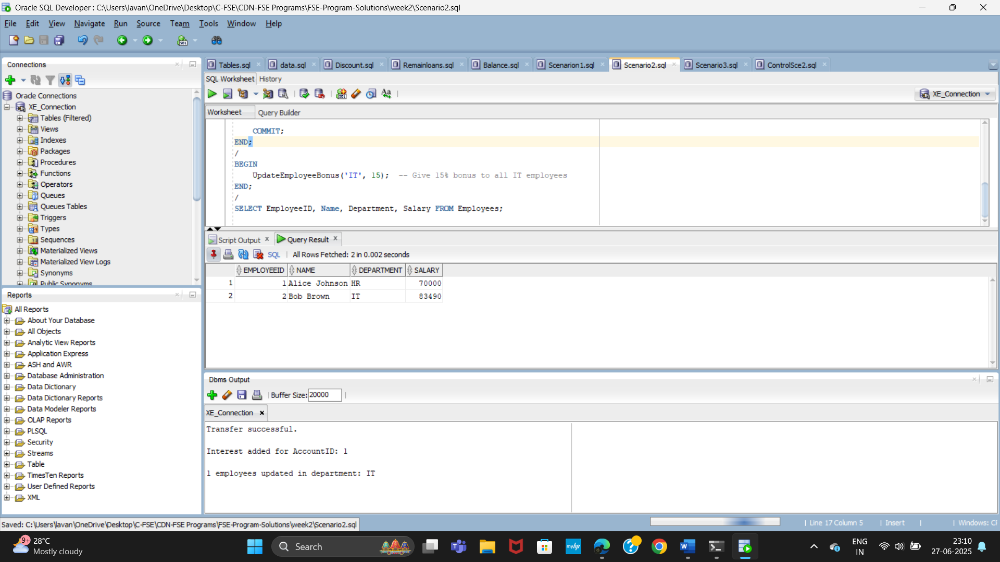 Oracle SQL Developer : C:\Users\lavan\OneDrive\Desktop\C-FSE\CDN-FSE Programs\FSE-Program-Solutions\week2\Scenario2.sql
File Edit View Navigate Run Source Team Tools Window Help
Connections
Oracle Connections
XE_Connection
Tables (Filtered)
Views
Indexes
Packages
Procedures
Functions
Operators
Queues
Queues Tables
Triggers
Types
Sequences
Materialized Views
Materialized View Logs
Synonyms
Public Synonyms
Reports
All Reports
About Your Database
All Objects
Analytic View Reports
Application Express
ASH and AWR
Database Administration
Data Dictionary
Data Dictionary Reports
Data Modeler Reports
OLAP Reports
PLSQL
Security
Streams
Table
TimesTen Reports
User Defined Reports
XML
Tables.sql data.sql Discount.sql Remainloans.sql Balance.sql Scenarion1.sql Scenario2.sql Scenario3.sql ControlSce2.sql
SQL Worksheet History
XE_Connection
Worksheet Query Builder
COMMIT;
END;
/
BEGIN
UpdateEmployeeBonus('IT', 15);  -- Give 15% bonus to all IT employees
END;
/
SELECT EmployeeID, Name, Department, Salary FROM Employees;
Script Output x Query Result x
SQL | All Rows Fetched: 2 in 0.002 seconds
EMPLOYEEID NAME DEPARTMENT SALARY
1 1 Alice Johnson HR 70000
2 2 Bob Brown IT 83490
Dbms Output
Buffer Size: 20000
XE_Connection
Transfer successful.
Interest added for AccountID: 1
1 employees updated in department: IT
Saved: C:\Users\lavan\OneDrive\Desktop\C-FSE\CDN-FSE Programs\FSE-Program-Solutions\week2\Scenario2.sql
| Line 17 Column 5 | Insert | | Windows: CF
9+ 28°C
Mostly cloudy
Search
myhp
ENG
IN
23:10
27-06-2025